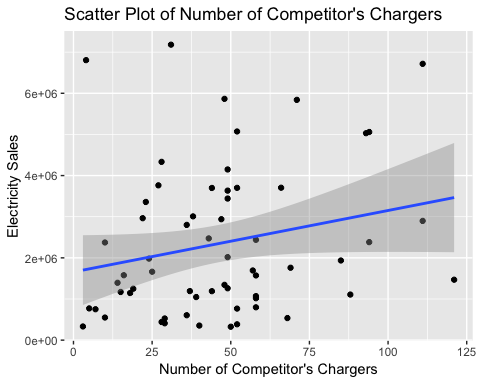 Scatter Plot of Number of Competitor's Chargers
6e+06
4e+06
2e+06
0e+00
Electricity Sales
0 25 50 75 100 125
Number of Competitor's Chargers